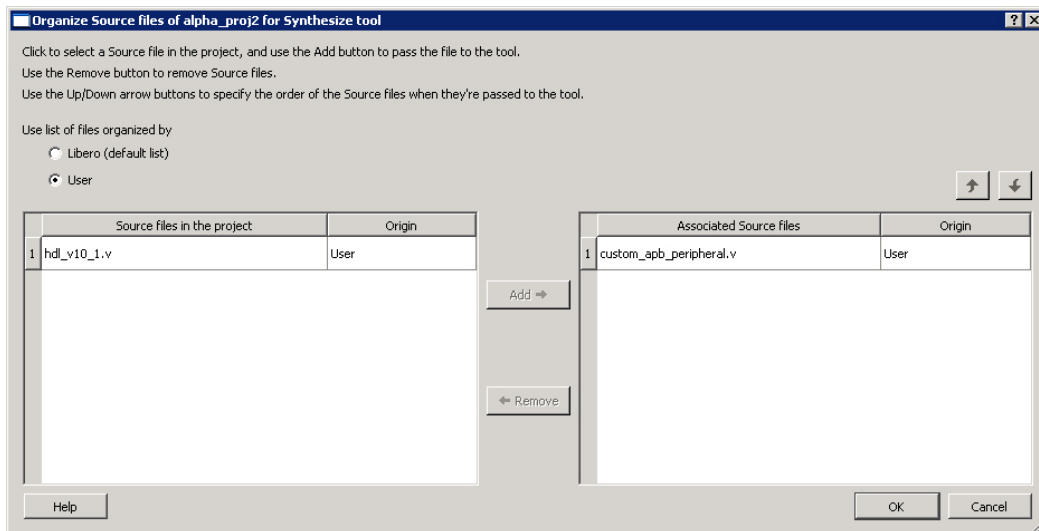 Organize Source files of alpha_proj2 for Synthesize tool
Click to select a Source file in the project, and use the Add button to pass the file to the tool.
Use the Remove button to remove Source files.
Use the Up/Down arrow buttons to specify the order of the Source files when they're passed to the tool.
Use list of files organized by
Libero (default list)
User
Source files in the project Origin
1 hdl_v10_1.v User
Add
Remove
Associated Source files Origin
1 custom_apb_peripheral.v User
Help
OK
Cancel